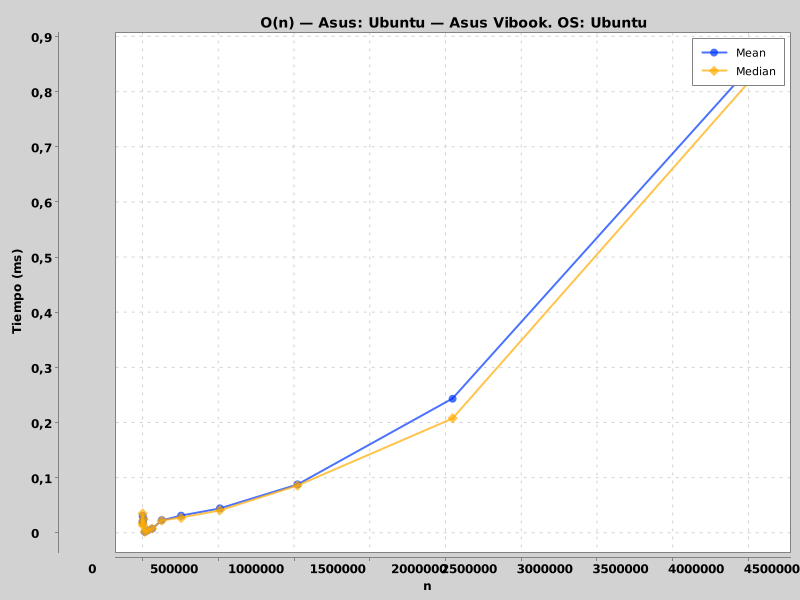 O(n) — Asus: Ubuntu — Asus Vibook. OS: Ubuntu
Mean
Median
0,9
0,8
0,7
0,6
0,5
0,4
0,3
0,2
0,1
0
Tiempo (ms)
0 500000 1000000 1500000 2000000 2500000 3000000 3500000 4000000 4500000
n